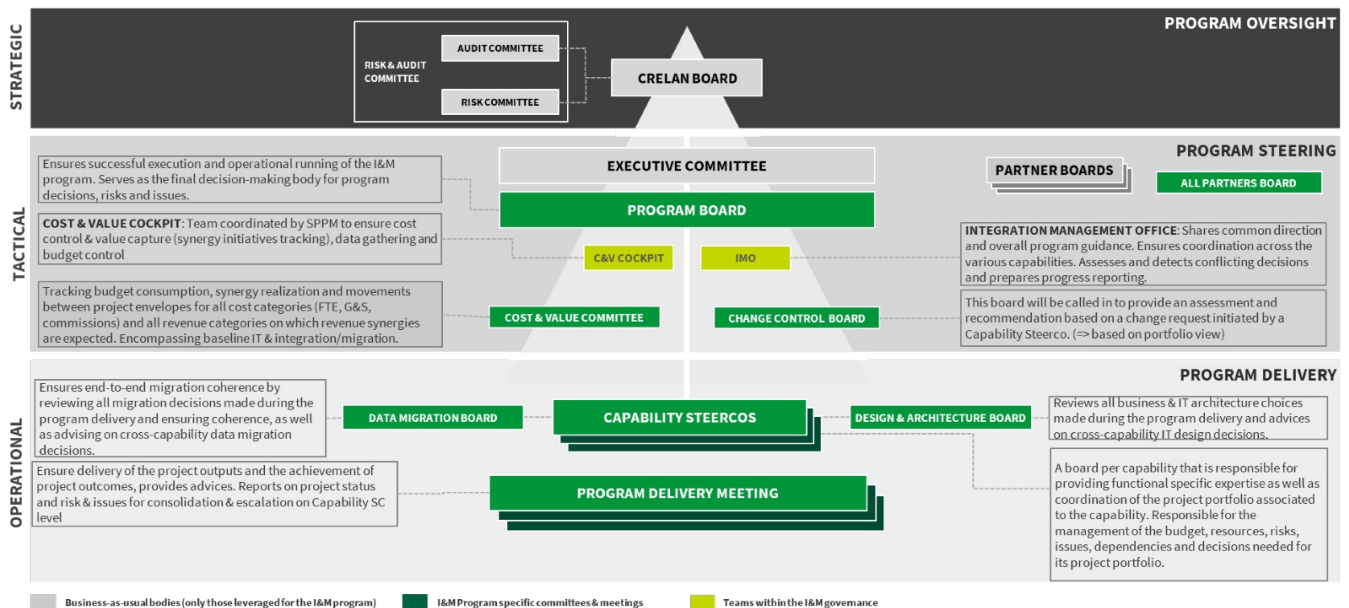 STRATEGIC
PROGRAM OVERSIGHT
RISK & AUDIT
COMMITTEE
AUDIT COMMITTEE
RISK COMMITTEE
CRELAN BOARD
TACTICAL
PROGRAM STEERING
Ensures successful execution and operational running of the I&M
program. Serves as the final decision-making body for program
decisions, risks and issues.
EXECUTIVE COMMITTEE
PARTNER BOARDS
ALL PARTNERS BOARD
PROGRAM BOARD
COST & VALUE COCKPIT: Team coordinated by SPPM to ensure cost
control & value capture (synergy initiatives tracking), data gathering and
budget control
C&V COCKPIT
IMO
INTEGRATION MANAGEMENT OFFICE: Shares common direction
and overall program guidance. Ensures coordination across the
various capabilities. Assesses and detects conflicting decisions
and prepares progress reporting.
Tracking budget consumption, synergy realization and movements
between project envelopes for all cost categories (FTE, G&S,
commissions) and all revenue categories on which revenue synergies
are expected. Encompassing baseline IT & integration/migration.
COST & VALUE COMMITTEE
CHANGE CONTROL BOARD
This board will be called in to provide an assessment and
recommendation based on a change request initiated by a
Capability Steerco. (=> based on portfolio view)
OPERATIONAL
PROGRAM DELIVERY
Ensures end-to-end migration coherence by
reviewing all migration decisions made during the
program delivery and ensuring coherence, as well
as advising on cross-capability data migration
decisions.
DATA MIGRATION BOARD
CAPABILITY STEERCOS
DESIGN & ARCHITECTURE BOARD
Reviews all business & IT architecture choices
made during the program delivery and advices
on cross-capability IT design decisions.
Ensure delivery of the project outputs and the achievement of
project outcomes, provides advices. Reports on project status
and risk & issues for consolidation & escalation on Capability SC
level
PROGRAM DELIVERY MEETING
A board per capability that is responsible for
providing functional specific expertise as well as
coordination of the project portfolio associated
to the capability. Responsible for the
management of the budget, resources, risks,
issues, dependencies and decisions needed for
its project portfolio.
Business-as-usual bodies (only those leveraged for the I&M program)
I&M Program specific committees & meetings
Teams within the I&M governance